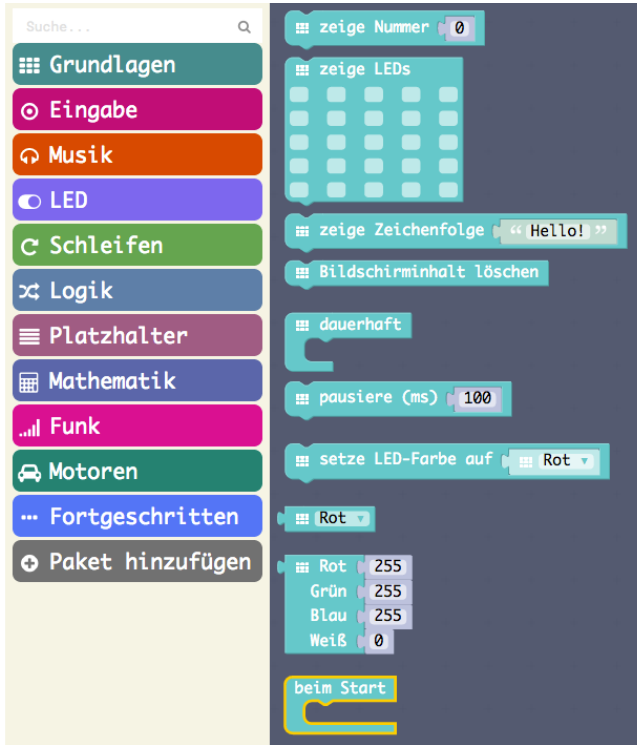 Suche...
Grundlagen
Eingabe
Musik
LED
Schleifen
Logik
Platzhalter
Mathematik
Funk
Motoren
Fortgeschritten
Paket hinzufügen
zeige Nummer 0
zeige LEDs
zeige Zeichenfolge “ Hello! ”
Bildschirminhalt löschen
dauerhaft
pausiere (ms) 100
setze LED-Farbe auf Rot
Rot
Rot 255
Grün 255
Blau 255
Weiß 0
beim Start